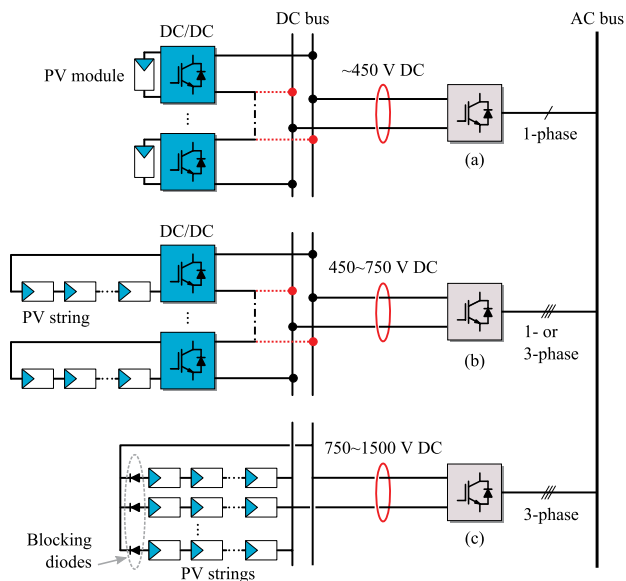 DC bus
AC bus
DC/DC
PV module
~450 V DC
1-phase
(a)
DC/DC
450~750 V DC
PV string
1- or
3-phase
(b)
750~1500 V DC
3-phase
(c)
Blocking
diodes
PV strings